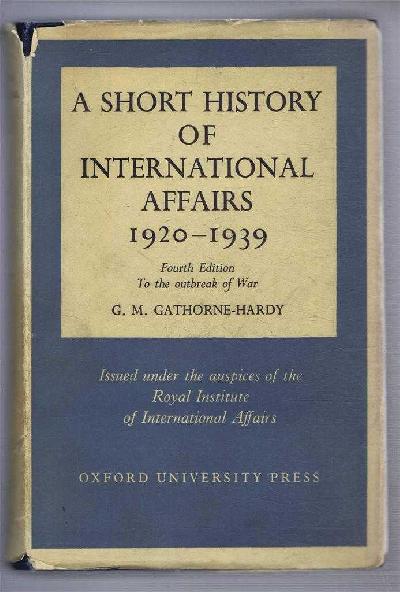 A SHORT HISTORY
OF
INTERNATIONAL
AFFAIRS
1920–1939
Fourth Edition
To the outbreak of War
G. M. GATHORNE-HARDY
Issued under the auspices of the
Royal Institute
of International Affairs
OXFORD UNIVERSITY PRESS